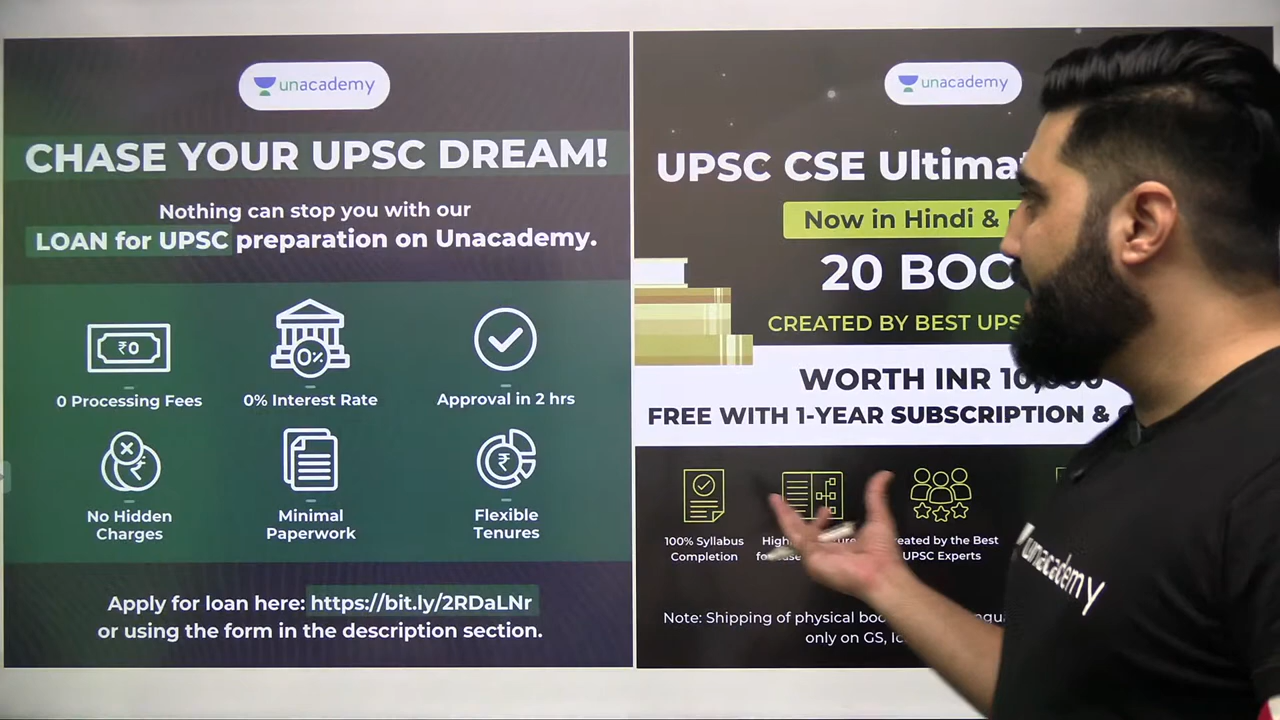 unacademy
CHASE YOUR UPSC DREAM!
Nothing can stop you with our
LOAN for UPSC preparation on Unacademy.
₹0
0%
0 Processing Fees
0% Interest Rate
Approval in 2 hrs
₹
₹
No Hidden
Charges
Minimal
Paperwork
Flexible
Tenures
Apply for loan here: https://bit.ly/2RDaLNr
or using the form in the description section.
unacademy
UPSC CSE
Now in Hindi &
20
CREATED BY BEST
WORTH INR
FREE WITH 1-YEAR SUBSCRIPTION &
100% Syllabus
Completion
Created by the Best
UPSC Experts
Note: Shipping of physical
only on GS,
unacademy